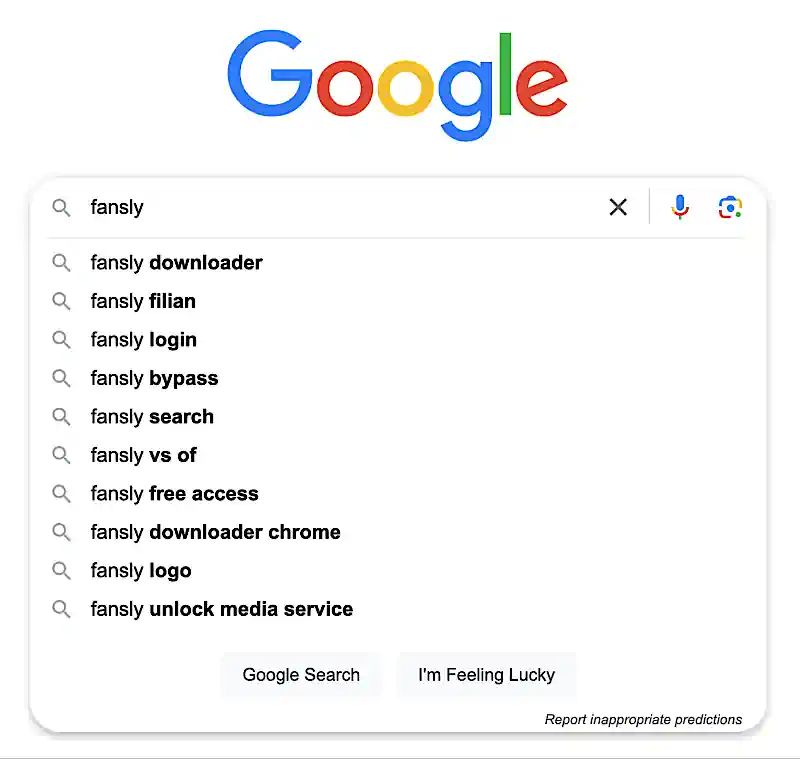 Google
fansly
fansly downloader
fansly filian
fansly login
fansly bypass
fansly search
fansly vs of
fansly free access
fansly downloader chrome
fansly logo
fansly unlock media service
Google Search
I'm Feeling Lucky
Report inappropriate predictions